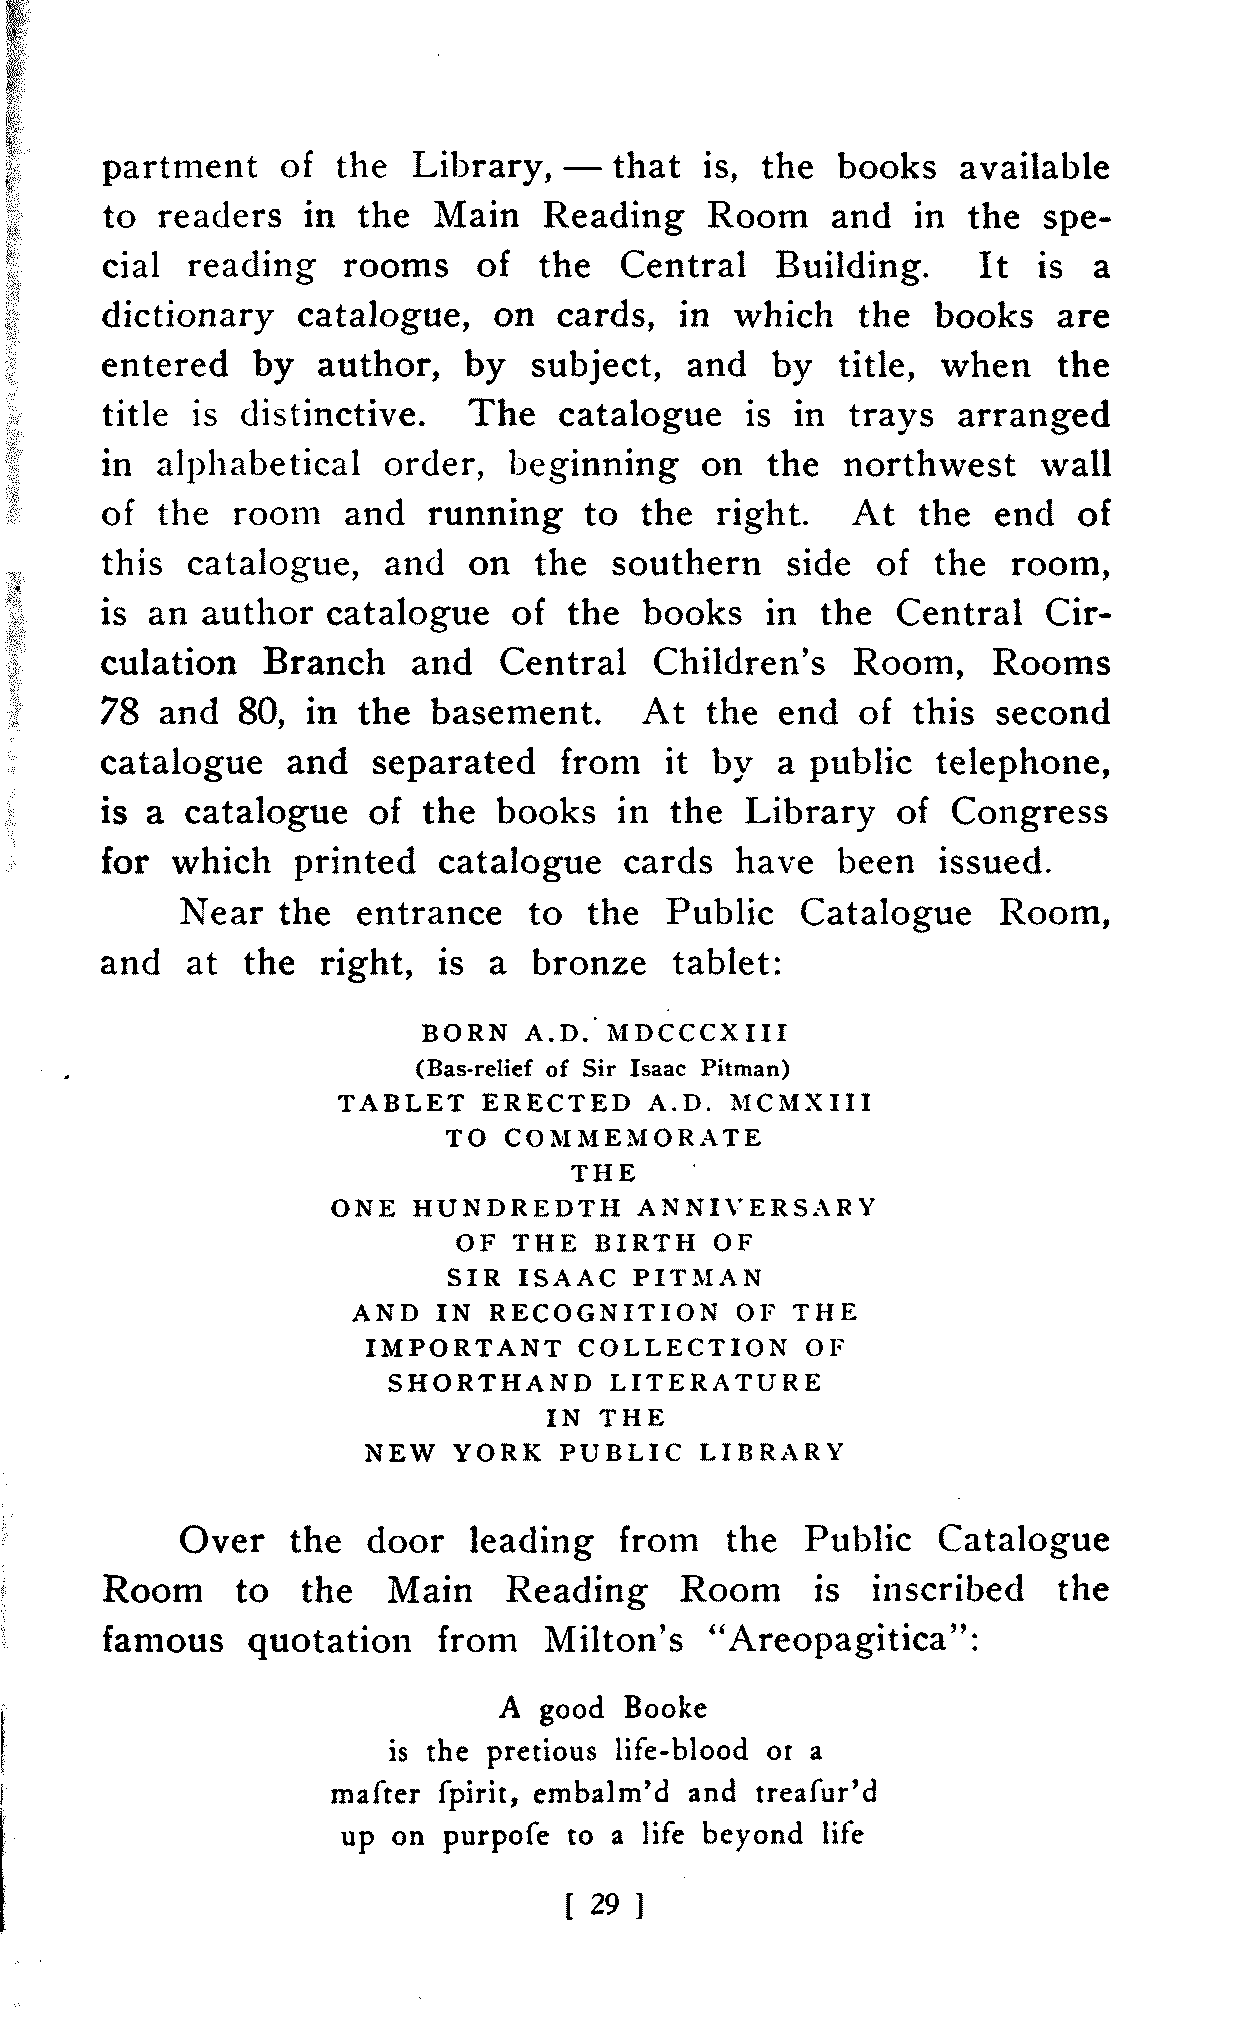 partment of the Library, — that is, the books available
to readers in the Main Reading Room and in the spe-
cial reading rooms of the Central Building. It is a
dictionary catalogue, on cards, in which the books are
entered by author, by subject, and by title, when the
title is distinctive. The catalogue is in trays arranged
in alphabetical order, beginning on the northwest wall
of the room and running to the right. At the end of
this catalogue, and on the southern side of the room,
is an author catalogue of the books in the Central Cir-
culation Branch and Central Children's Room, Rooms
78 and 80, in the basement. At the end of this second
catalogue and separated from it by a public telephone,
is a catalogue of the books in the Library of Congress
for which printed catalogue cards have been issued.
Near the entrance to the Public Catalogue Room,
and at the right, is a bronze tablet:
BORN A.D. MDCCCXIII
(Bas-relief of Sir Isaac Pitman)
TABLET ERECTED A.D. MCMXIII
TO COMMEMORATE
THE
ONE HUNDREDTH ANNIVERSARY
OF THE BIRTH OF
SIR ISAAC PITMAN
AND IN RECOGNITION OF THE
IMPORTANT COLLECTION OF
SHORTHAND LITERATURE
IN THE
NEW YORK PUBLIC LIBRARY
Over the door leading from the Public Catalogue
Room to the Main Reading Room is inscribed the
famous quotation from Milton's "Areopagitica":
A good Booke
is the pretious life-blood of a
maſter ſpirit, embalm'd and treaſur'd
up on purpoſe to a life beyond life
[ 29 ]